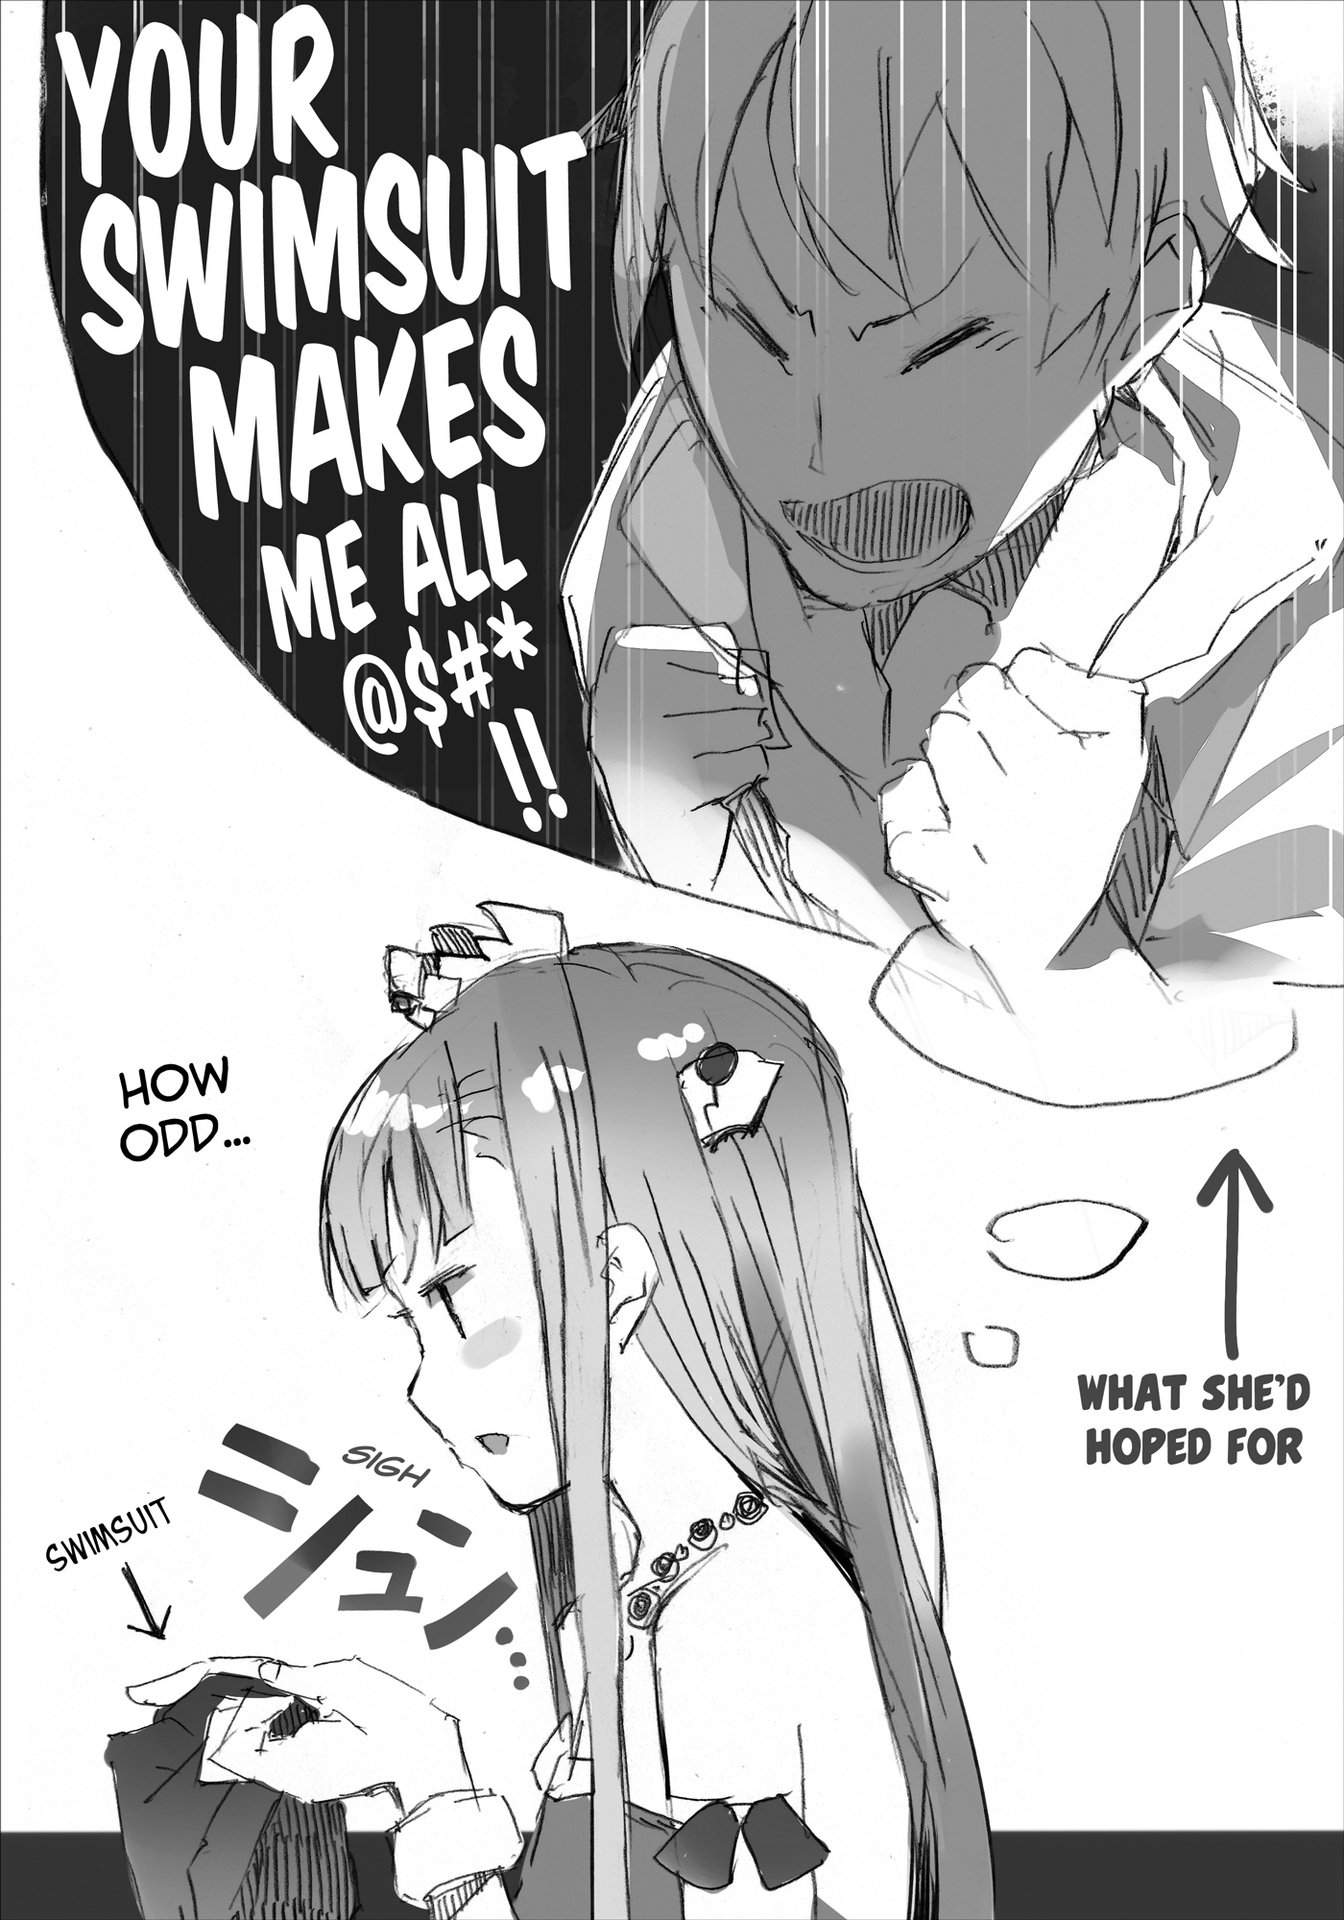 YOUR
SWIMSUIT
MAKES
ME ALL
@$#*
!!
HOW
ODD...
WHAT SHE'D
HOPED FOR
SIGH
シュン...
SWIMSUIT